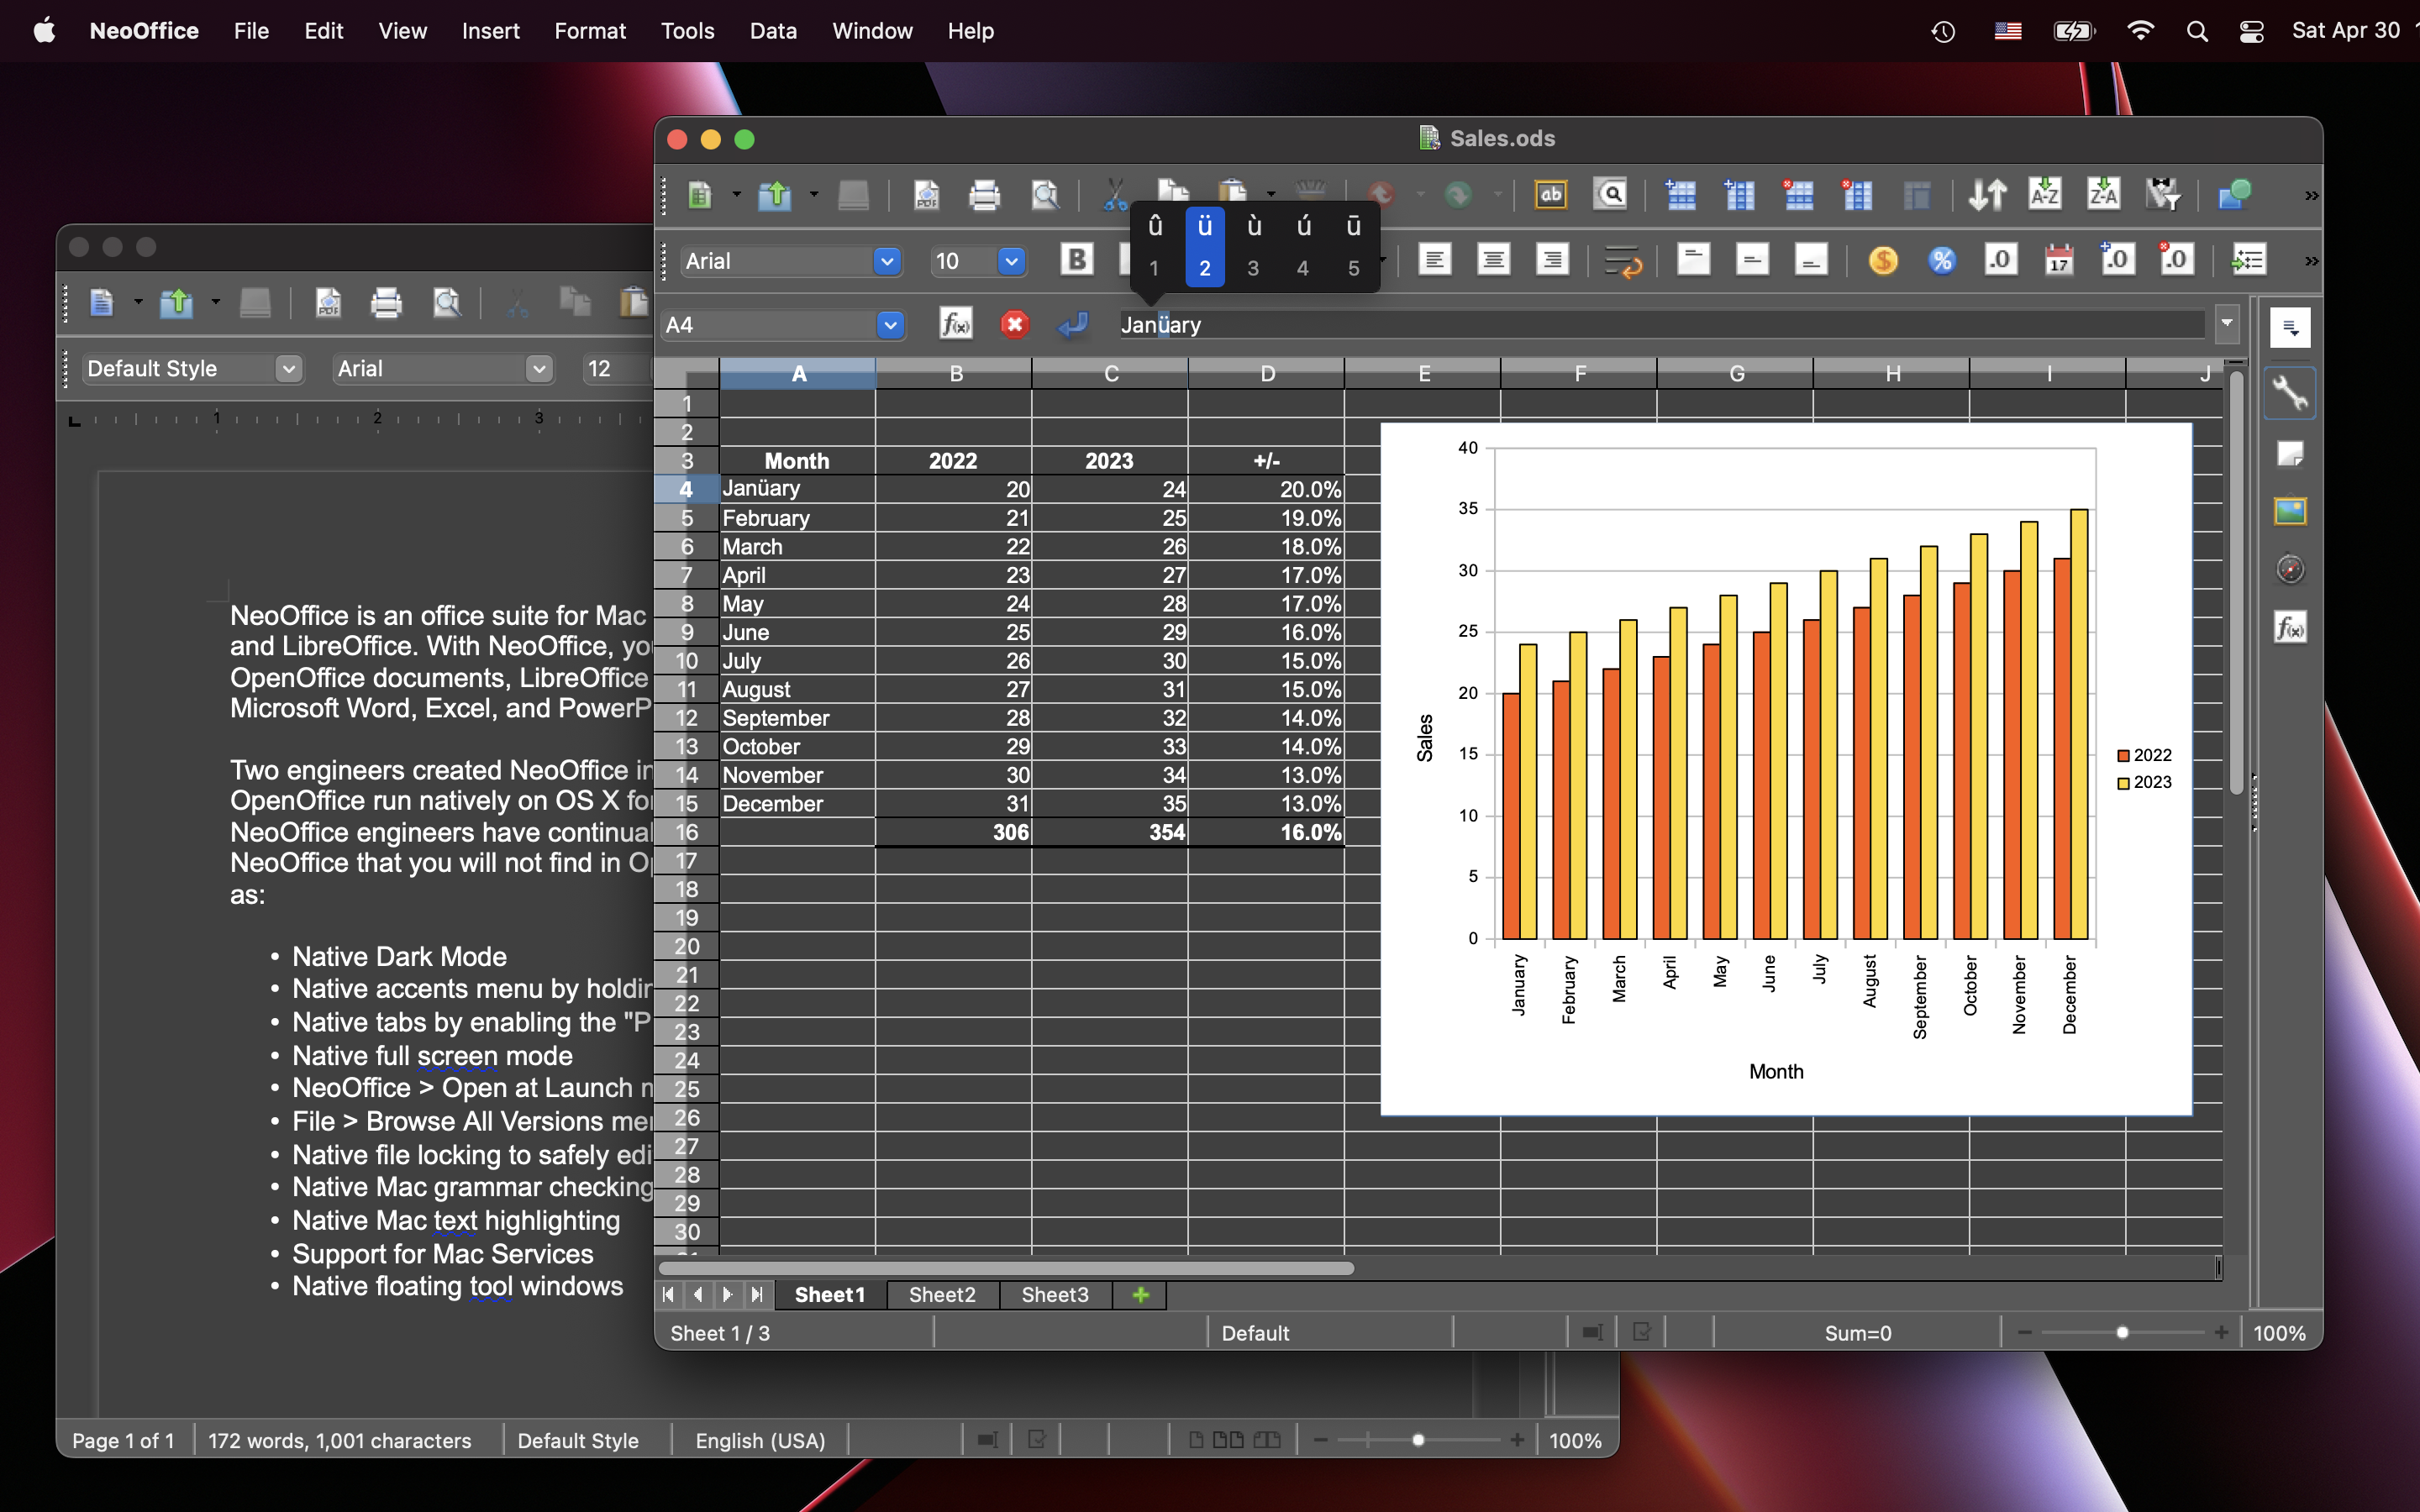 NeoOffice File Edit View Insert Format Tools Data Window Help Sat Apr 30
Sales.ods
PDF ab A-Z Z-A
û ü ù ú ū
1 2 3 4 5
Arial 10 B % .0 17 .0 .0
A4 f(x) Janüary
A B C D E F G H I J
1
2
3 Month 2022 2023 +/-
4 Janüary 20 24 20.0%
5 February 21 25 19.0%
6 March 22 26 18.0%
7 April 23 27 17.0%
8 May 24 28 17.0%
9 June 25 29 16.0%
10 July 26 30 15.0%
11 August 27 31 15.0%
12 September 28 32 14.0%
13 October 29 33 14.0%
14 November 30 34 13.0%
15 December 31 35 13.0%
16 306 354 16.0%
17
18
19
20
21
22
23
24
25
26
27
28
29
30
40
35
30
25
20
15
10
5
0
Sales
2022
2023
January February March April May June July August September October November December
Month
f(x)
Sheet1 Sheet2 Sheet3
Sheet 1 / 3 Default Sum=0 100%
PDF
Default Style Arial 12
1 2 3
NeoOffice is an office suite for Mac
and LibreOffice. With NeoOffice,
OpenOffice documents, LibreOffice
Microsoft Word, Excel, and
Two engineers created NeoOffice
OpenOffice run natively on OS X
NeoOffice engineers have
NeoOffice that you will not find in
as:
• Native Dark Mode
• Native accents menu by
• Native tabs by enabling the
• Native full screen mode
• NeoOffice > Open at Launch
• File > Browse All Versions
• Native file locking to safely
• Native Mac grammar checking
• Native Mac text highlighting
• Support for Mac Services
• Native floating tool windows
Page 1 of 1 172 words, 1,001 characters Default Style English (USA) 100%